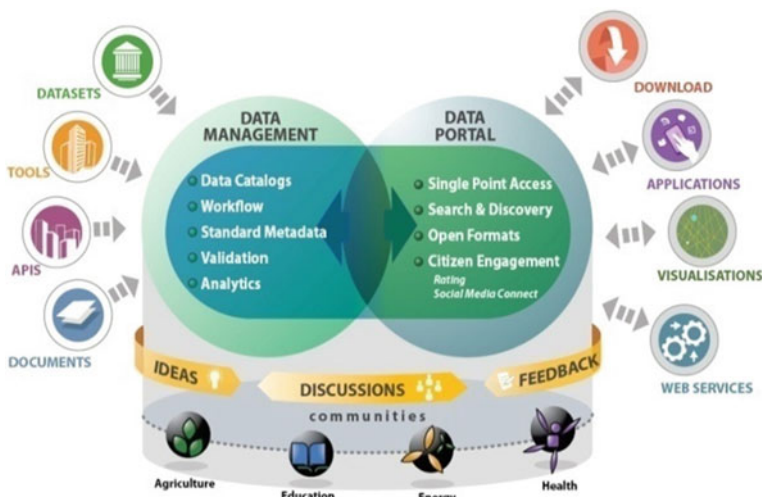 DATASETS
TOOLS
APIS
DOCUMENTS
DATA
MANAGEMENT
Data Catalogs
Workflow
Standard Metadata
Validation
Analytics
DATA
PORTAL
Single Point Access
Search & Discovery
Open Formats
Citizen Engagement
Rating
Social Media Connect
DOWNLOAD
APPLICATIONS
VISUALISATIONS
WEB SERVICES
IDEAS
DISCUSSIONS
FEEDBACK
communities
Agriculture
Education
Energy
Health